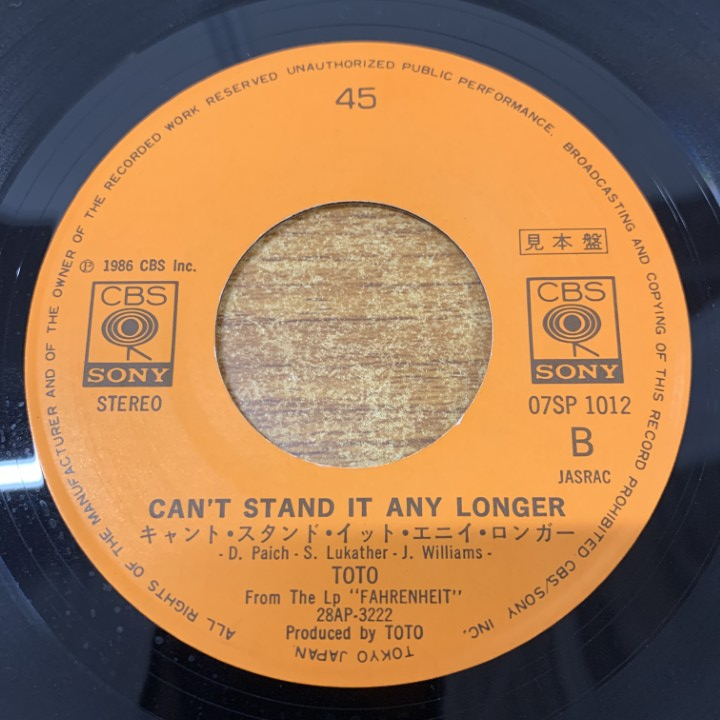 ALL RIGHTS OF THE MANUFACTURER AND OF THE OWNER OF THE RECORDED WORK RESERVED UNAUTHORIZED PUBLIC PERFORMANCE. BROADCASTING AND COPYING OF THIS RECORD PROHIBITED CBS/SONY INC.
TOKYO JAPAN.
45
見本盤
℗ 1986 CBS Inc.
CBS
SONY
STEREO
CBS
SONY
07SP 1012
B
JASRAC
CAN'T STAND IT ANY LONGER
キャント・スタンド・イット・エニイ・ロンガー
- D. Paich - S. Lukather - J. Williams -
TOTO
From The Lp "FAHRENHEIT"
28AP-3222
Produced by TOTO